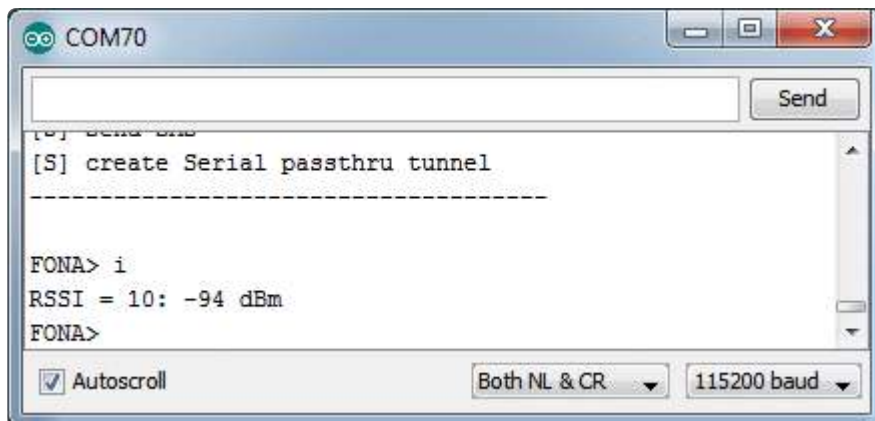 COM70
Send
[S] create Serial passthru tunnel
-------------------------------------
FONA> i
RSSI = 10: -94 dBm
FONA>
Autoscroll
Both NL & CR
115200 baud